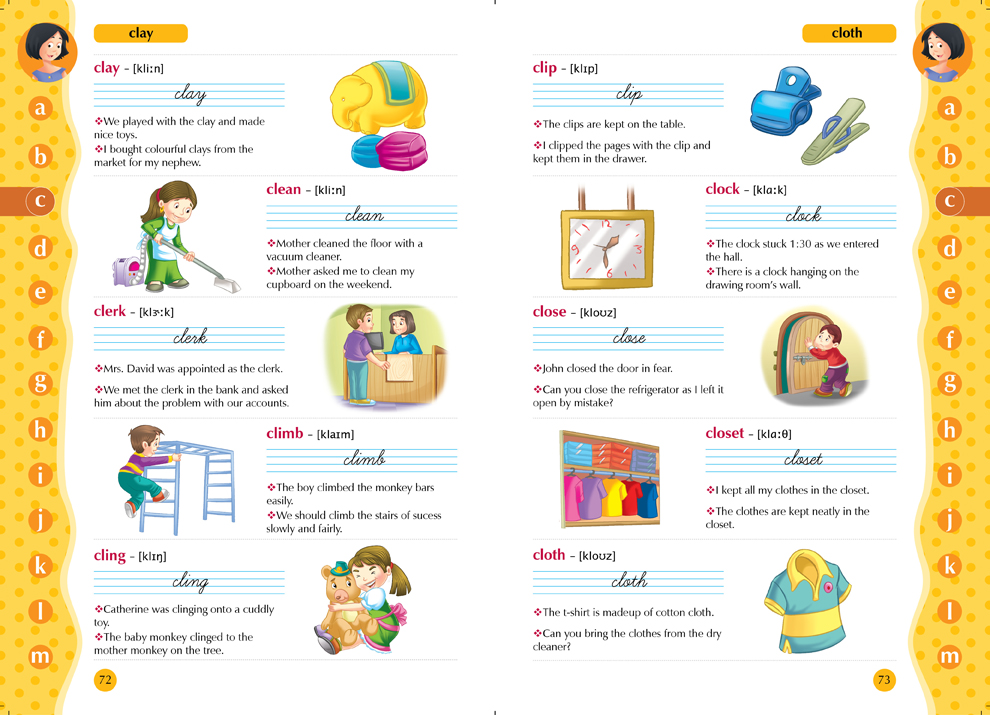 clay
clay – [kliːn]
clay
❖We played with the clay and made
nice toys.
❖I bought colourful clays from the
market for my nephew.
clean – [kliːn]
clean
❖Mother cleaned the floor with a
vacuum cleaner.
❖Mother asked me to clean my
cupboard on the weekend.
clerk – [klɝːk]
clerk
❖Mrs. David was appointed as the clerk.
❖We met the clerk in the bank and asked
him about the problem with our accounts.
climb – [klaɪm]
climb
❖The boy climbed the monkey bars
easily.
❖We should climb the stairs of sucess
slowly and fairly.
cling – [klɪŋ]
cling
❖Catherine was clinging onto a cuddly
toy.
❖The baby monkey clinged to the
mother monkey on the tree.
72
a
b
c
d
e
f
g
h
i
j
k
l
m
cloth
clip – [klɪp]
clip
❖The clips are kept on the table.
❖I clipped the pages with the clip and
kept them in the drawer.
clock – [klɑːk]
clock
❖The clock stuck 1:30 as we entered
the hall.
❖There is a clock hanging on the
drawing room's wall.
12
3
6
9
close – [kloʊz]
close
❖John closed the door in fear.
❖Can you close the refrigerator as I left it
open by mistake?
closet – [klɑːθ]
closet
❖I kept all my clothes in the closet.
❖The clothes are kept neatly in the
closet.
cloth – [kloʊz]
cloth
❖The t-shirt is madeup of cotton cloth.
❖Can you bring the clothes from the dry
cleaner?
73
a
b
c
d
e
f
g
h
i
j
k
l
m